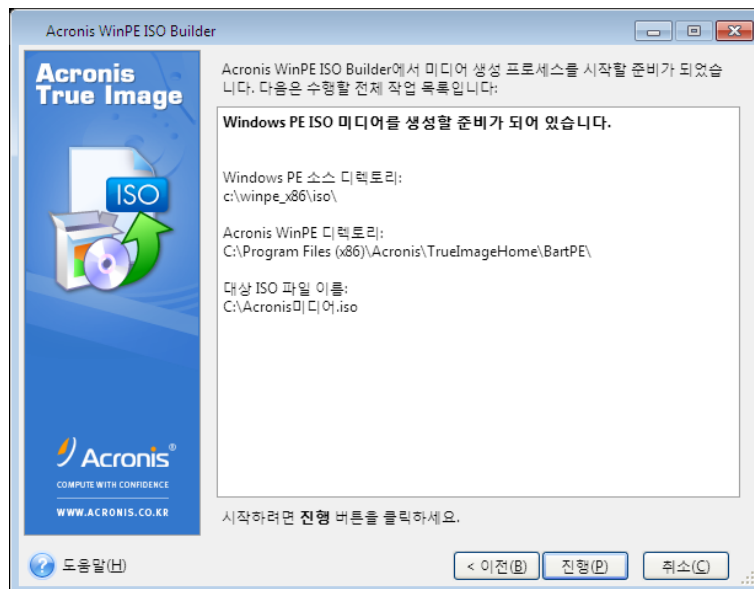 Acronis WinPE ISO Builder
Acronis
True Image
ISO
Acronis®
COMPUTE WITH CONFIDENCE
WWW.ACRONIS.CO.KR
Acronis WinPE ISO Builder에서 미디어 생성 프로세스를 시작할 준비가 되었습
니다. 다음은 수행할 전체 작업 목록입니다:
Windows PE ISO 미디어를 생성할 준비가 되어 있습니다.
Windows PE 소스 디렉토리:
c:\winpe_x86\iso\
Acronis WinPE 디렉토리:
C:\Program Files (x86)\Acronis\TrueImageHome\BartPE\
대상 ISO 파일 이름:
C:\Acronis미디어.iso
시작하려면 진행 버튼을 클릭하세요.
도움말(H)
< 이전(B)
진행(P)
취소(C)